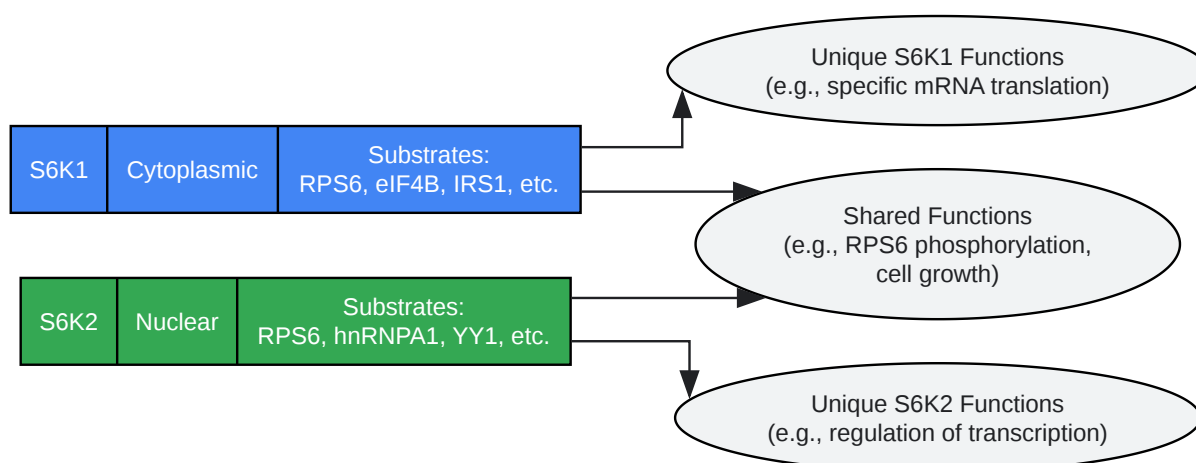 Unique S6K1 Functions
(e.g., specific mRNA translation)
S6K1
Cytoplasmic
Substrates:
RPS6, eIF4B, IRS1, etc.
Shared Functions
(e.g., RPS6 phosphorylation,
cell growth)
S6K2
Nuclear
Substrates:
RPS6, hnRNPA1, YY1, etc.
Unique S6K2 Functions
(e.g., regulation of transcription)